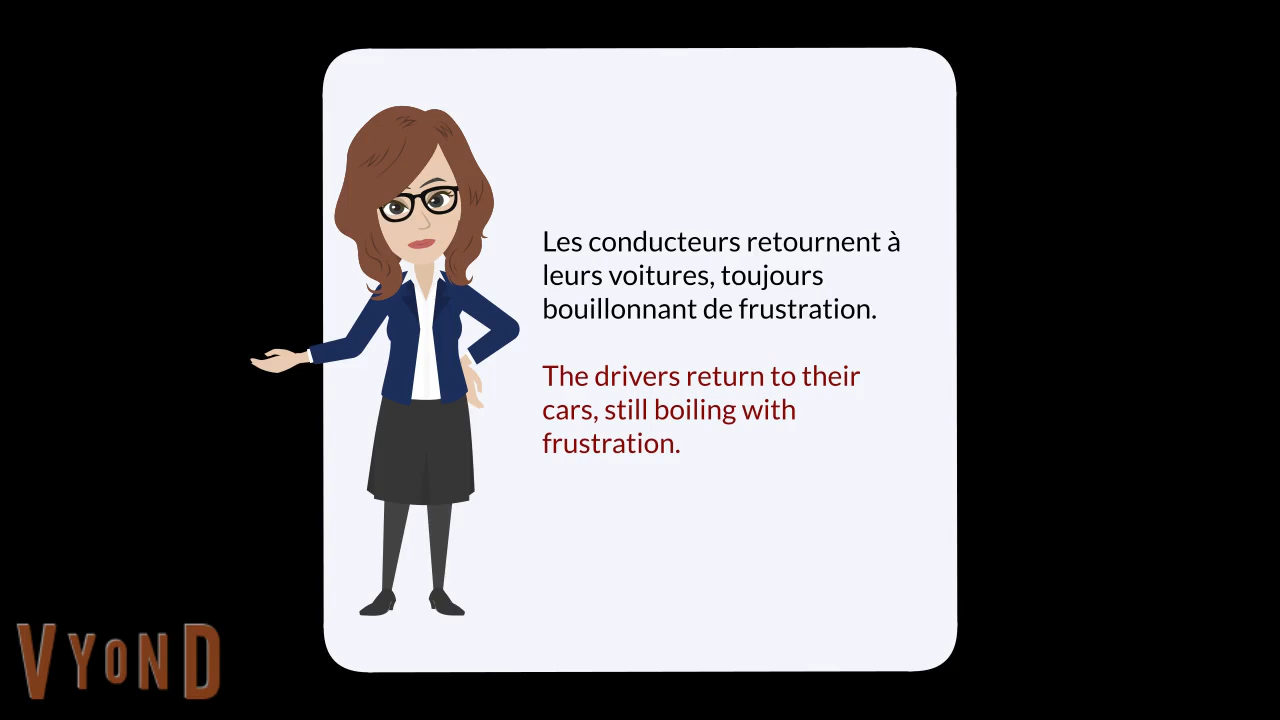 Les conducteurs retournent à
leurs voitures, toujours
bouillonnant de frustration.
The drivers return to their
cars, still boiling with
frustration.
VYOND